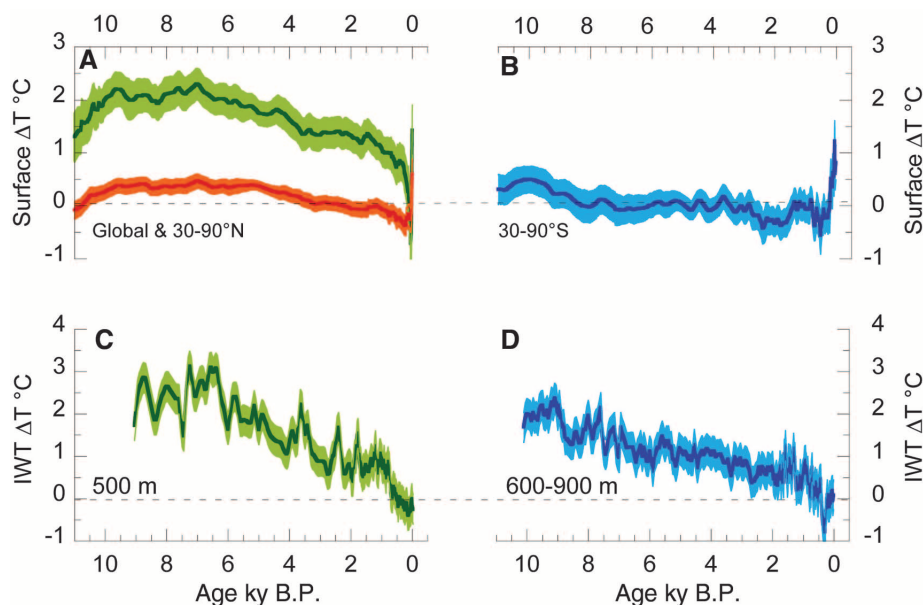 10 8 6 4 2 0
10 8 6 4 2 0
3
2
1
0
-1
Surface ΔT °C
A
Global & 30-90°N
B
30-90°S
3
2
1
0
-1
Surface ΔT °C
4
3
2
1
0
-1
IWT ΔT °C
C
500 m
D
600-900 m
4
3
2
1
0
-1
IWT ΔT °C
10 8 6 4 2 0
Age ky B.P.
10 8 6 4 2 0
Age ky B.P.